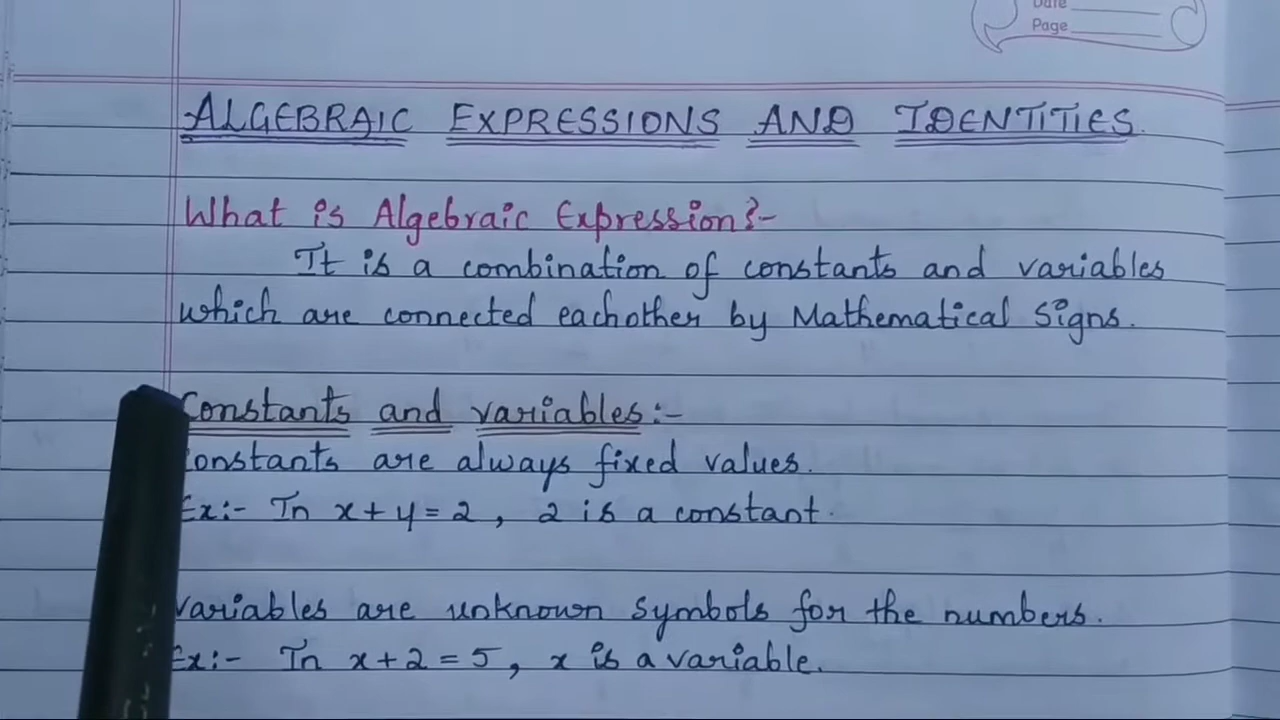 Date
Page
ALGEBRAIC EXPRESSIONS AND IDENTITIES.
What is Algebraic Expression?-
It is a combination of constants and variables
which are connected eachother by Mathematical Signs.
Constants and variables:-
onstants are always fixed values.
Ex:- In x+y=2, 2 is a constant.
Variables are unknown symbols for the numbers.
Ex:- In x+2=5, x is a variable.